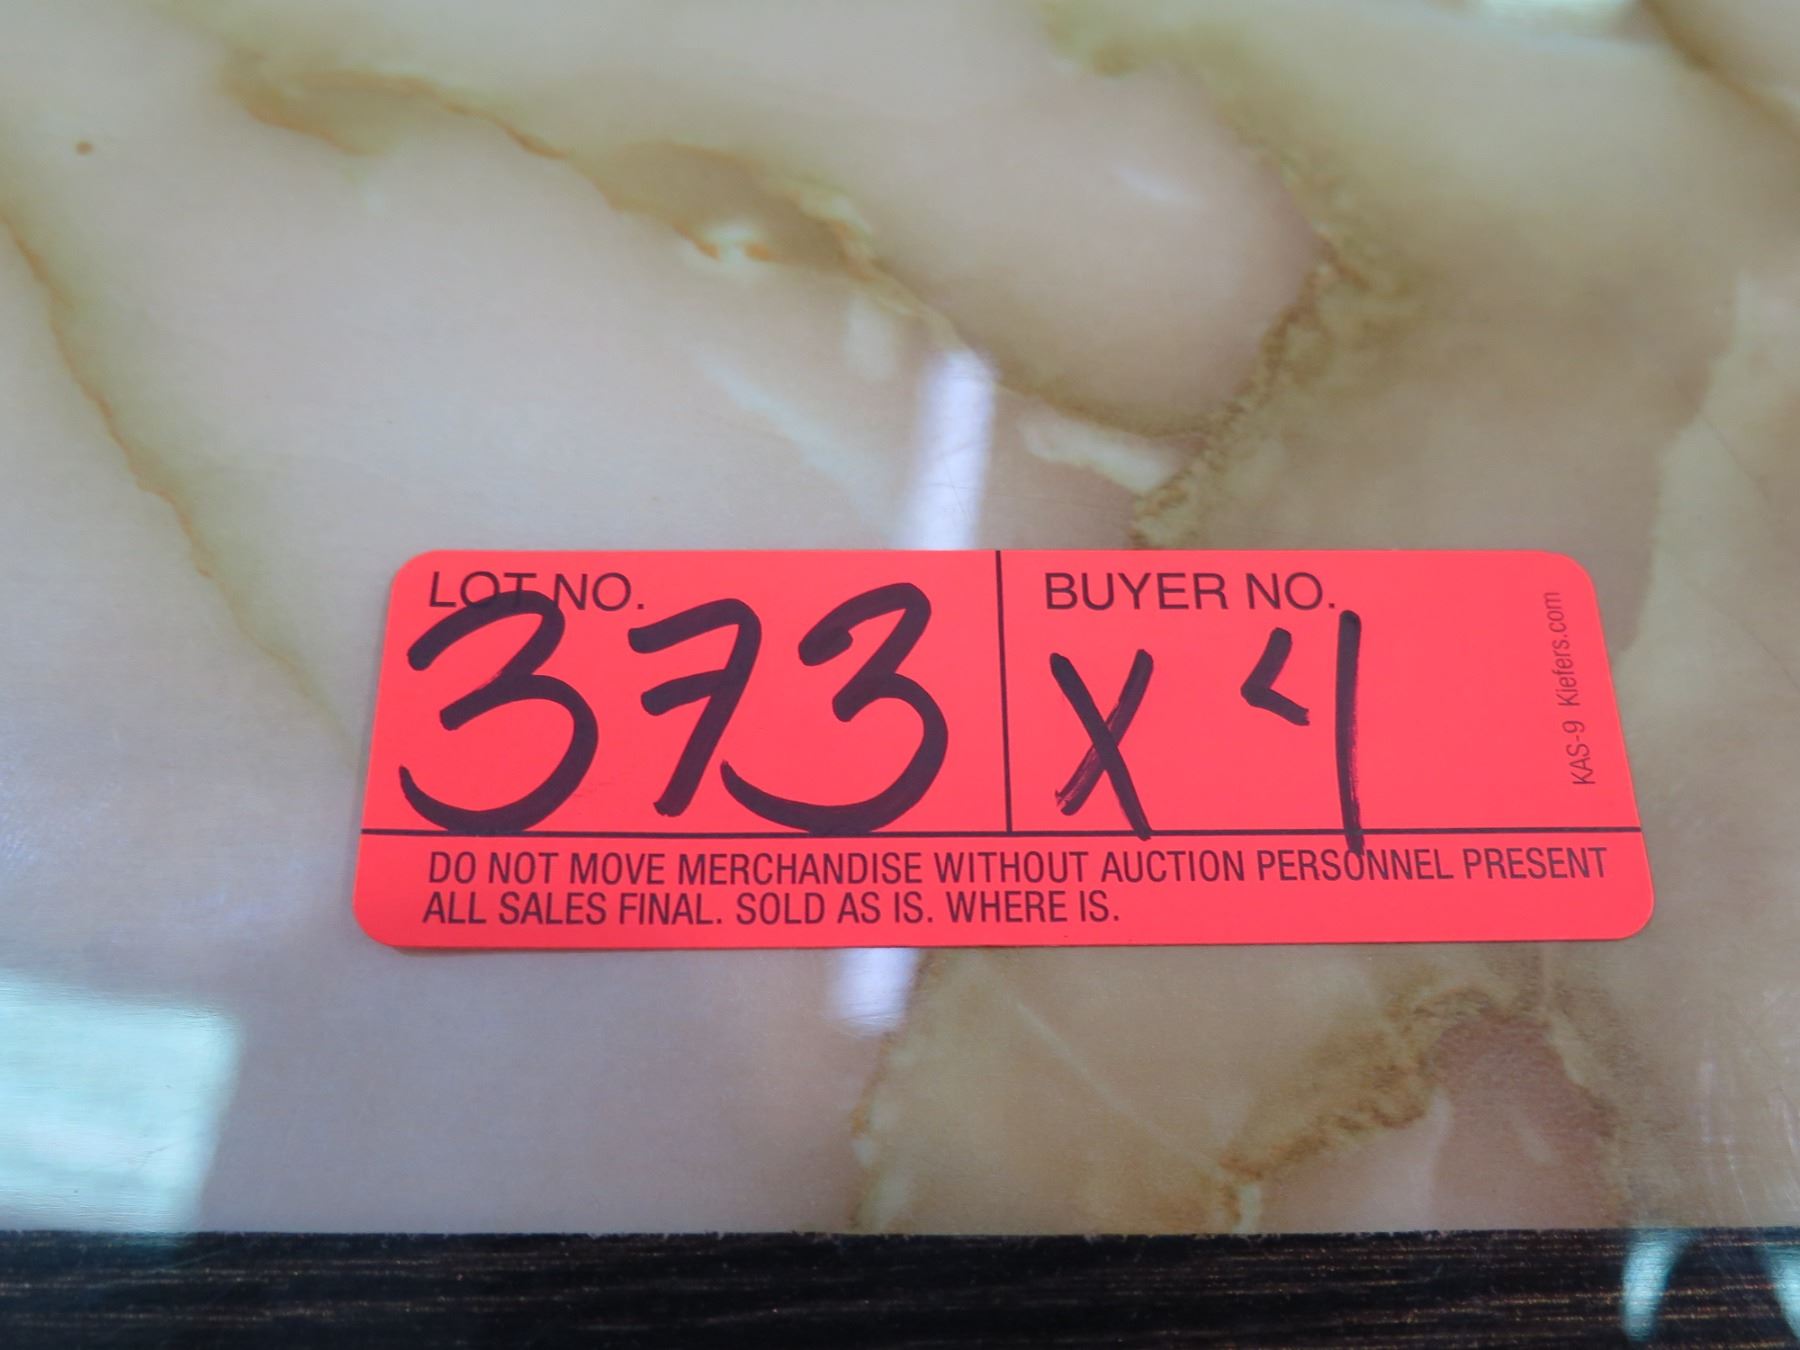 LOT NO. BUYER NO.
373 X 4
KAS-9 Kiefers.com
DO NOT MOVE MERCHANDISE WITHOUT AUCTION PERSONNEL PRESENT
ALL SALES FINAL. SOLD AS IS. WHERE IS.